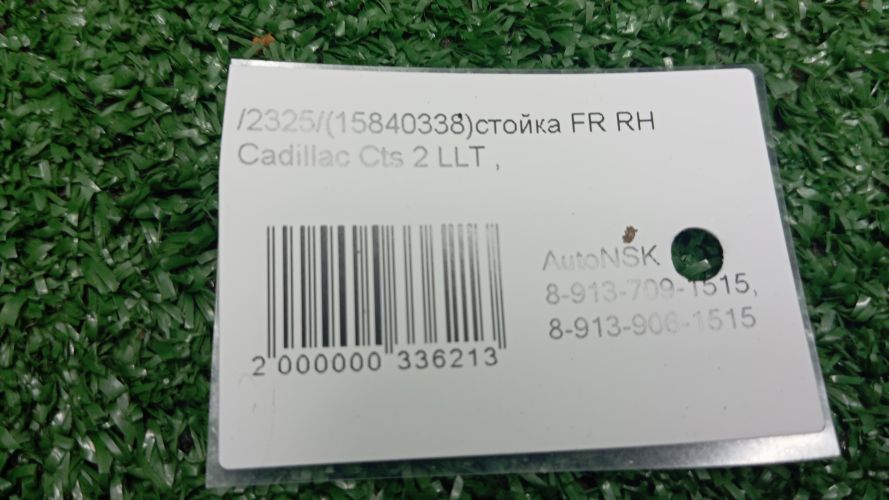 /2325/(15840338)стойка FR RH
Cadillac Cts 2 LLT ,
AutoNSK
8-913-709-1515,
8-913-906-1515
2 000000 336213